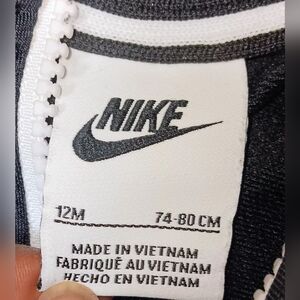 NIKE
12M 74-80 CM
MADE IN VIETNAM
FABRIQUÉ AU VIETNAM
HECHO EN VIETNAM